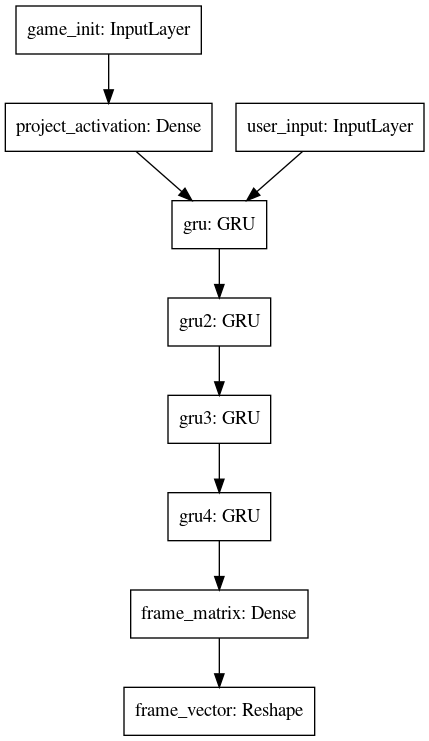 game_init: InputLayer
project_activation: Dense
user_input: InputLayer
gru: GRU
gru2: GRU
gru3: GRU
gru4: GRU
frame_matrix: Dense
frame_vector: Reshape